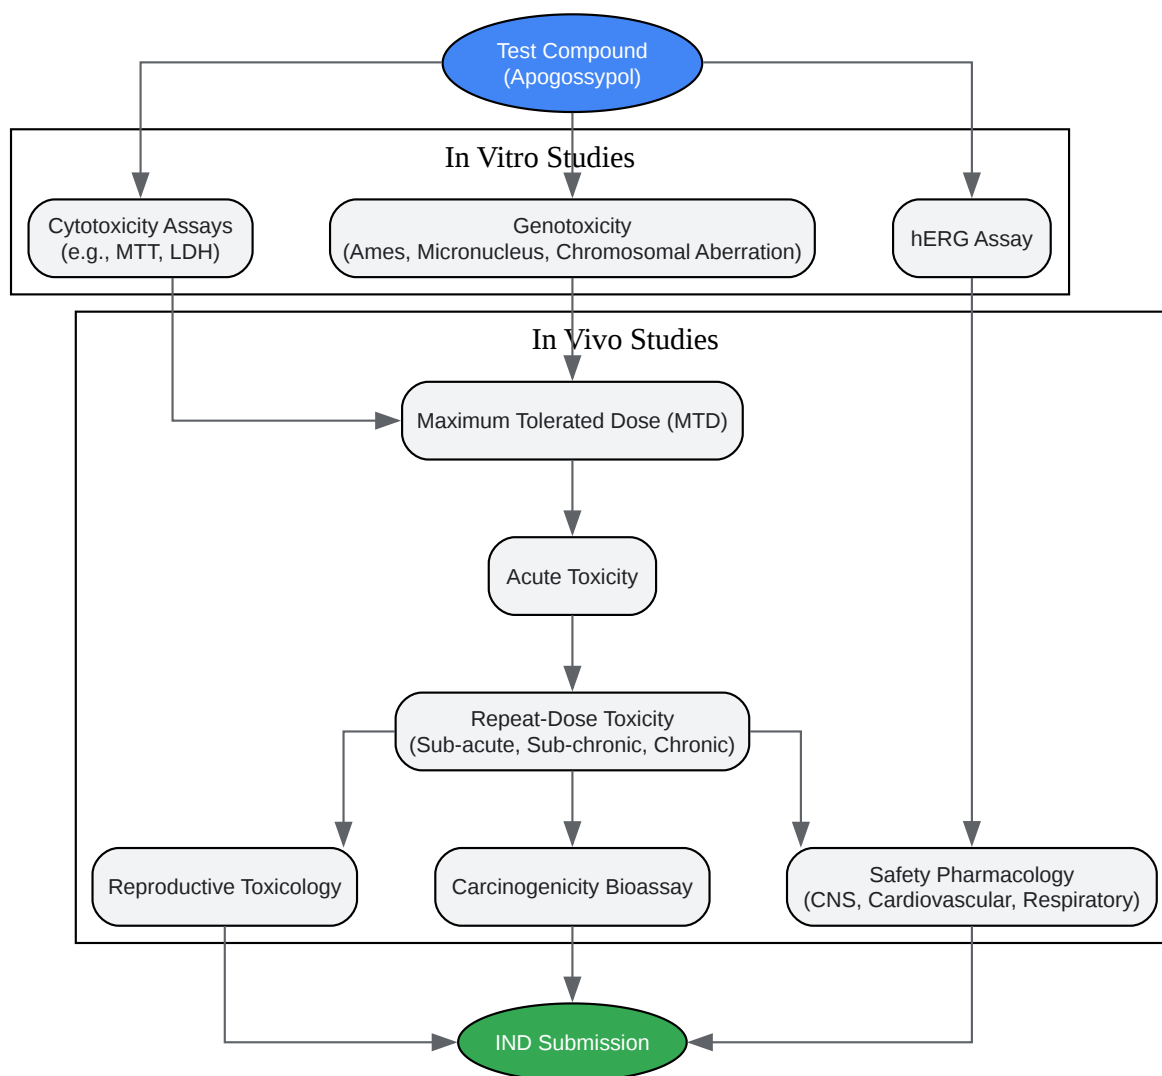 Test Compound
(Apogossypol)
In Vitro Studies
Cytotoxicity Assays
(e.g., MTT, LDH)
Genotoxicity
(Ames, Micronucleus, Chromosomal Aberration)
hERG Assay
In Vivo Studies
Maximum Tolerated Dose (MTD)
Acute Toxicity
Repeat-Dose Toxicity
(Sub-acute, Sub-chronic, Chronic)
Reproductive Toxicology
Carcinogenicity Bioassay
Safety Pharmacology
(CNS, Cardiovascular, Respiratory)
IND Submission